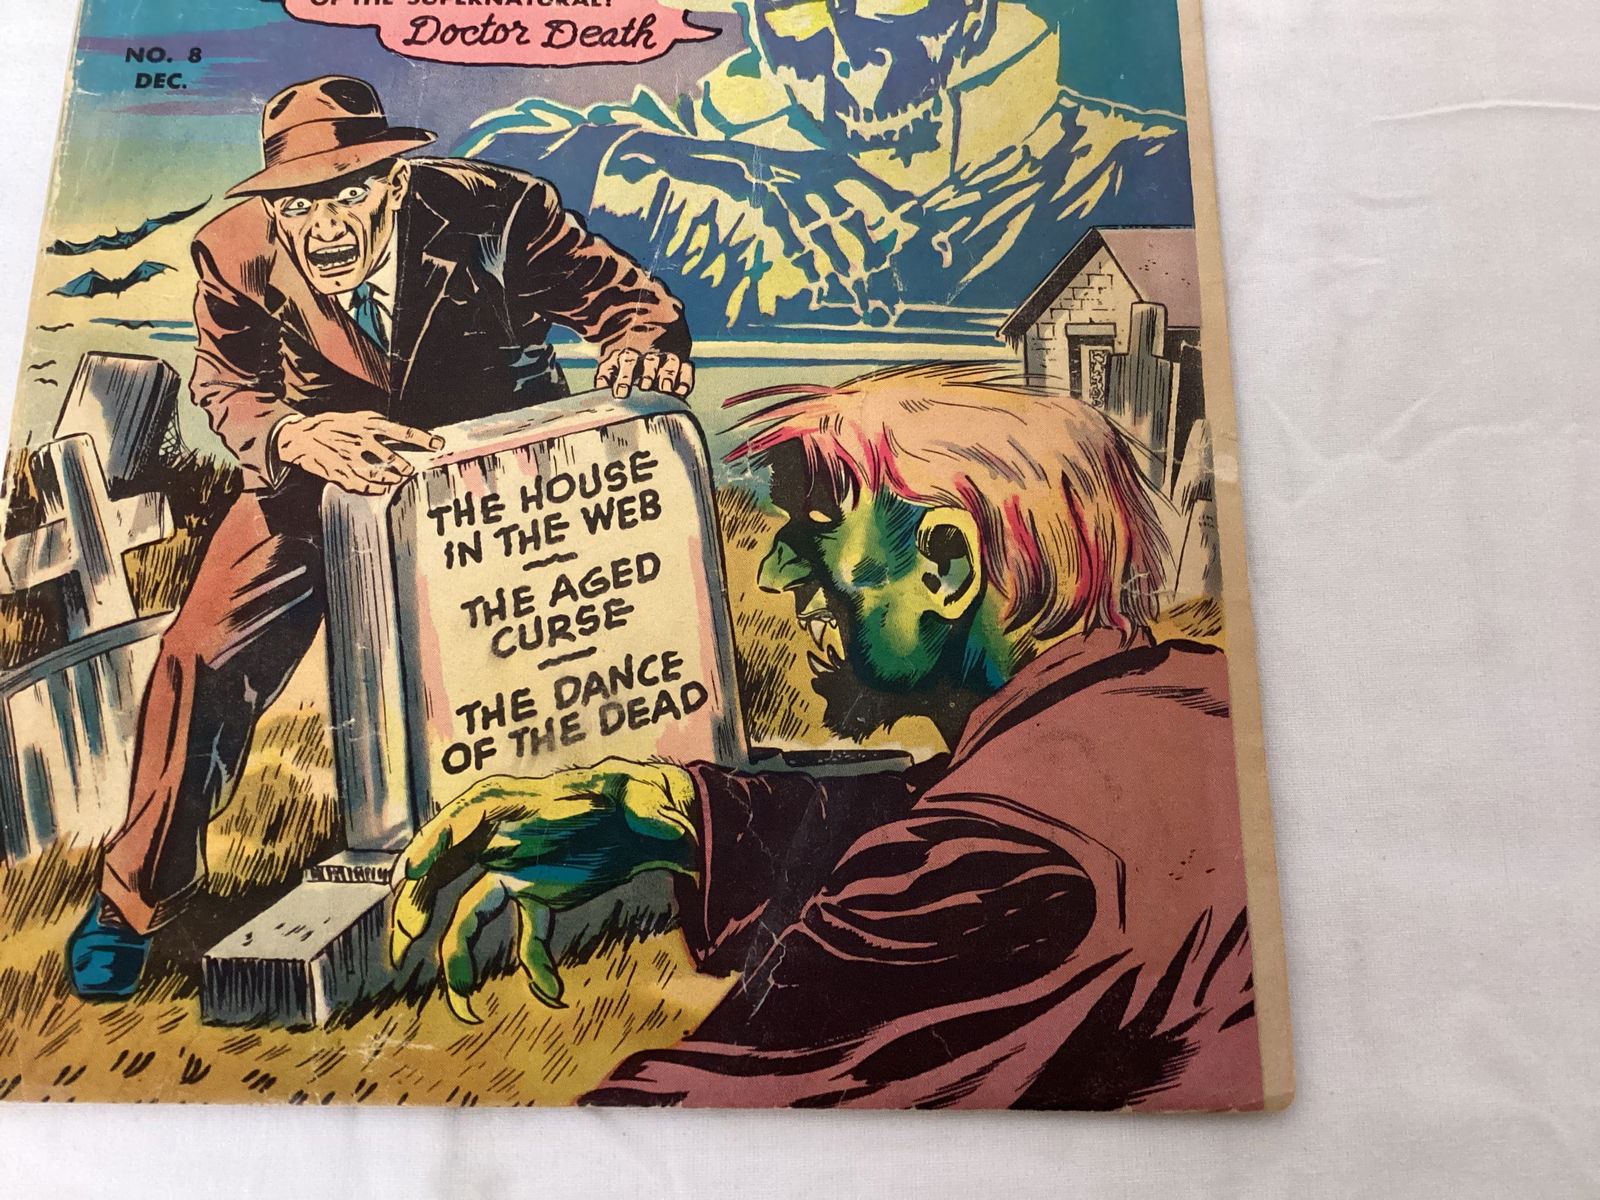 OF THE SUPERNATURAL!
Doctor Death
NO. 8
DEC.
THE HOUSE
IN THE WEB
THE AGED
CURSE
THE DANCE
OF THE DEAD